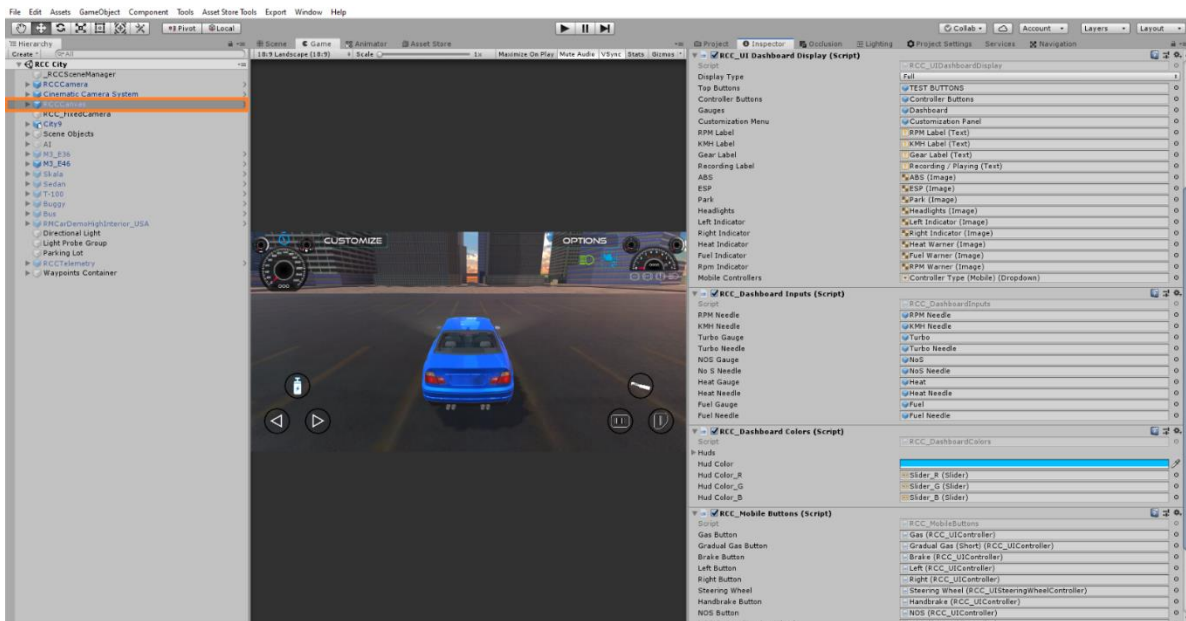 File Edit Assets GameObject Component Tools Asset Store Tools Export Window Help
Pivot Local
Collab Account Layers Layout
Hierarchy
Scene Game Animator Asset Store
Project Inspector Occlusion Lighting Project Settings Services Navigation
Create All
18:9 Landscape (18:9) Scale 1x Maximize On Play Mute Audio VSync Stats Gizmos
RCC City
_RCCSceneManager
RCCCamera
Cinematic Camera System
RCCCanvas
RCC_FixedCamera
City9
Scene Objects
AI
M3_E36
M3_E46
Skala
Sedan
T-100
Buggy
Bus
RMCarDemoHighInterior_USA
Directional Light
Light Probe Group
Parking Lot
RCCTelemetry
Waypoints Container
CUSTOMIZE OPTIONS
RCC_UI Dashboard Display (Script)
Script RCC_UIDashboardDisplay
Display Type Full
Top Buttons TEST BUTTONS
Controller Buttons Controller Buttons
Gauges Dashboard
Customization Menu Customization Panel
RPM Label RPM Label (Text)
KMH Label KMH Label (Text)
Gear Label Gear Label (Text)
Recording Label Recording / Playing (Text)
ABS ABS (Image)
ESP ESP (Image)
Park Park (Image)
Headlights Headlights (Image)
Left Indicator Left Indicator (Image)
Right Indicator Right Indicator (Image)
Heat Indicator Heat Warner (Image)
Fuel Indicator Fuel Warner (Image)
Rpm Indicator RPM Warner (Image)
Mobile Controllers Controller Type (Mobile) (Dropdown)
RCC_Dashboard Inputs (Script)
Script RCC_DashboardInputs
RPM Needle RPM Needle
KMH Needle KMH Needle
Turbo Gauge Turbo
Turbo Needle Turbo Needle
NOS Gauge NoS
No S Needle NoS Needle
Heat Gauge Heat
Heat Needle Heat Needle
Fuel Gauge Fuel
Fuel Needle Fuel Needle
RCC_Dashboard Colors (Script)
Script RCC_DashboardColors
Huds
Hud Color
Hud Color_R Slider_R (Slider)
Hud Color_G Slider_G (Slider)
Hud Color_B Slider_B (Slider)
RCC_Mobile Buttons (Script)
Script RCC_MobileButtons
Gas Button Gas (RCC_UIController)
Gradual Gas Button Gradual Gas (Short) (RCC_UIController)
Brake Button Brake (RCC_UIController)
Left Button Left (RCC_UIController)
Right Button Right (RCC_UIController)
Steering Wheel Steering Wheel (RCC_UISteeringWheelController)
Handbrake Button Handbrake (RCC_UIController)
NOS Button NOS (RCC_UIController)